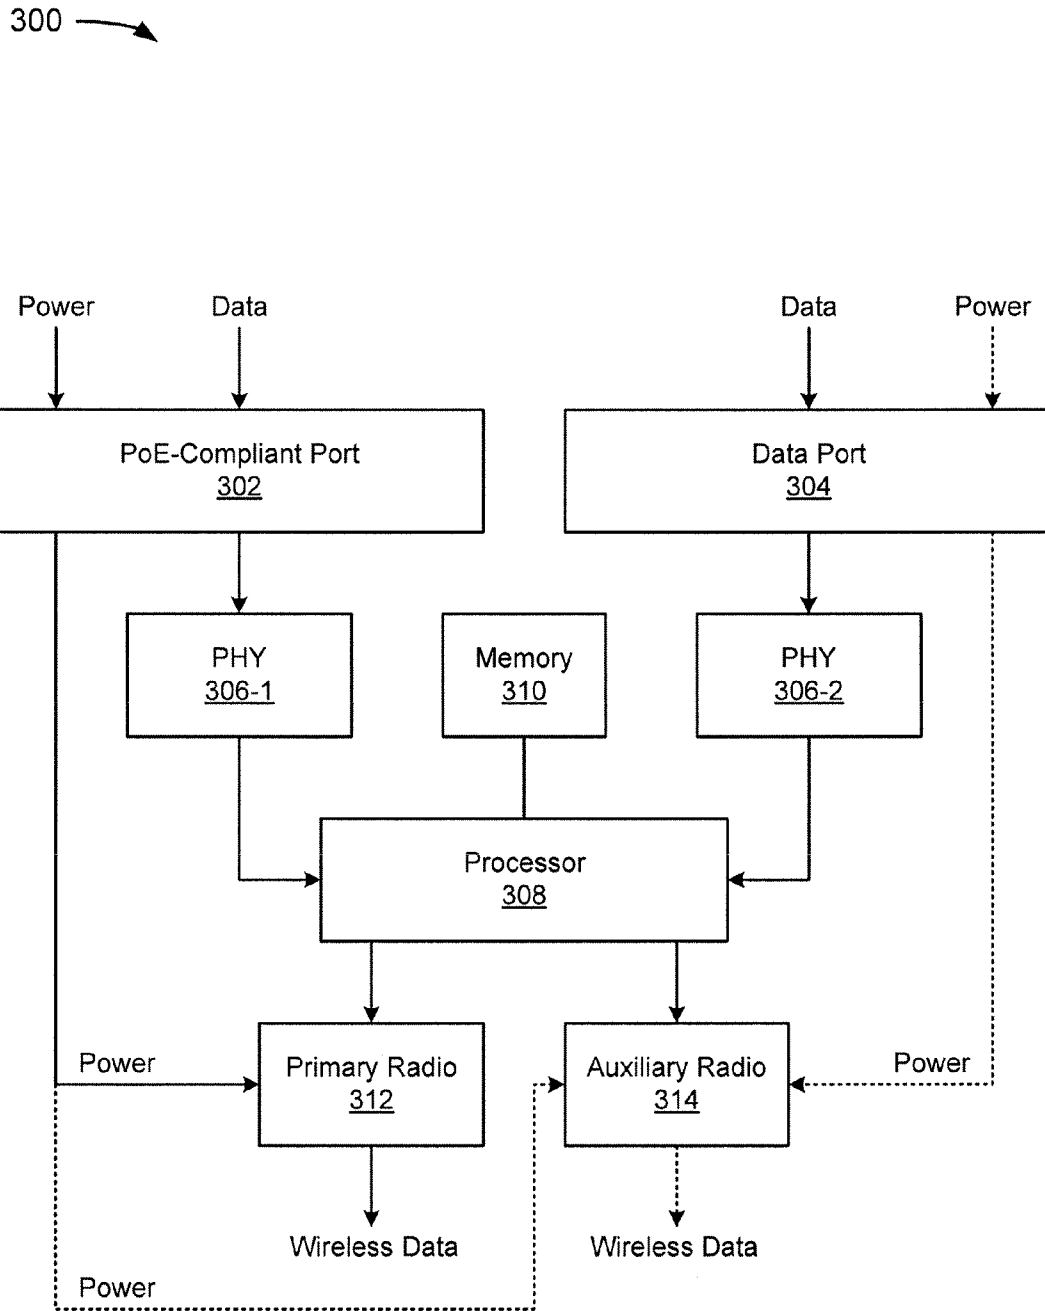 300
Power
Data
Data
Power
PoE-Compliant Port
302
Data Port
304
PHY
306-1
Memory
310
PHY
306-2
Processor
308
Power
Primary Radio
312
Auxiliary Radio
314
Power
Wireless Data
Wireless Data
Power